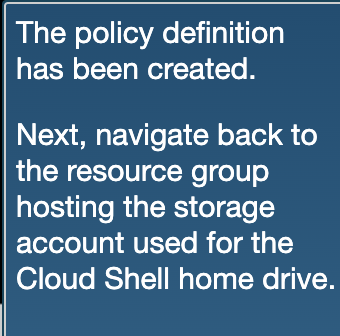 The policy definition
has been created.
Next, navigate back to
the resource group
hosting the storage
account used for the
Cloud Shell home drive.